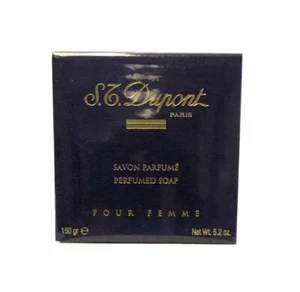 S.T. Dupont
PARIS
SAVON PARFUMÉ
PERFUMED SOAP
POUR FEMME
150 gr ℮ Net Wt. 5.2 oz.